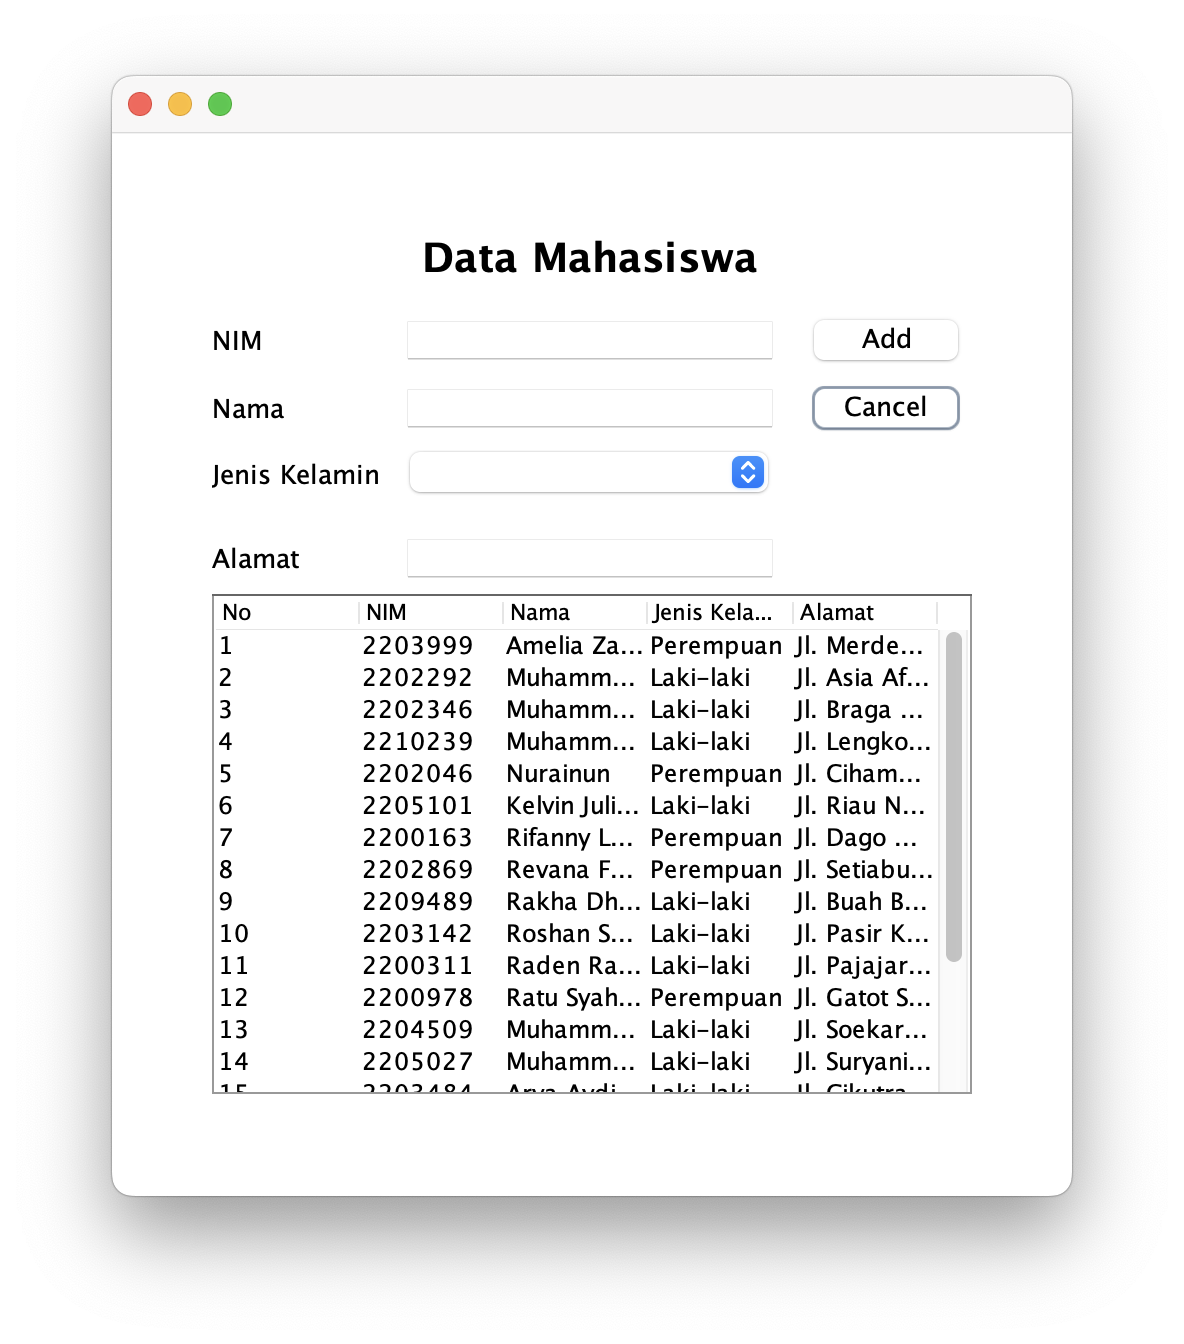 Data Mahasiswa
NIM Add
Nama Cancel
Jenis Kelamin
Alamat
No NIM Nama Jenis Kela... Alamat
1 2203999 Amelia Za... Perempuan Jl. Merde...
2 2202292 Muhamm... Laki-laki Jl. Asia Af...
3 2202346 Muhamm... Laki-laki Jl. Braga ...
4 2210239 Muhamm... Laki-laki Jl. Lengko...
5 2202046 Nurainun Perempuan Jl. Ciham...
6 2205101 Kelvin Juli... Laki-laki Jl. Riau N...
7 2200163 Rifanny L... Perempuan Jl. Dago ...
8 2202869 Revana F... Perempuan Jl. Setiabu...
9 2209489 Rakha Dh... Laki-laki Jl. Buah B...
10 2203142 Roshan S... Laki-laki Jl. Pasir K...
11 2200311 Raden Ra... Laki-laki Jl. Pajajar...
12 2200978 Ratu Syah... Perempuan Jl. Gatot S...
13 2204509 Muhamm... Laki-laki Jl. Soekar...
14 2205027 Muhamm... Laki-laki Jl. Suryani...
15 2203484 Laki-laki Jl. Cikutra